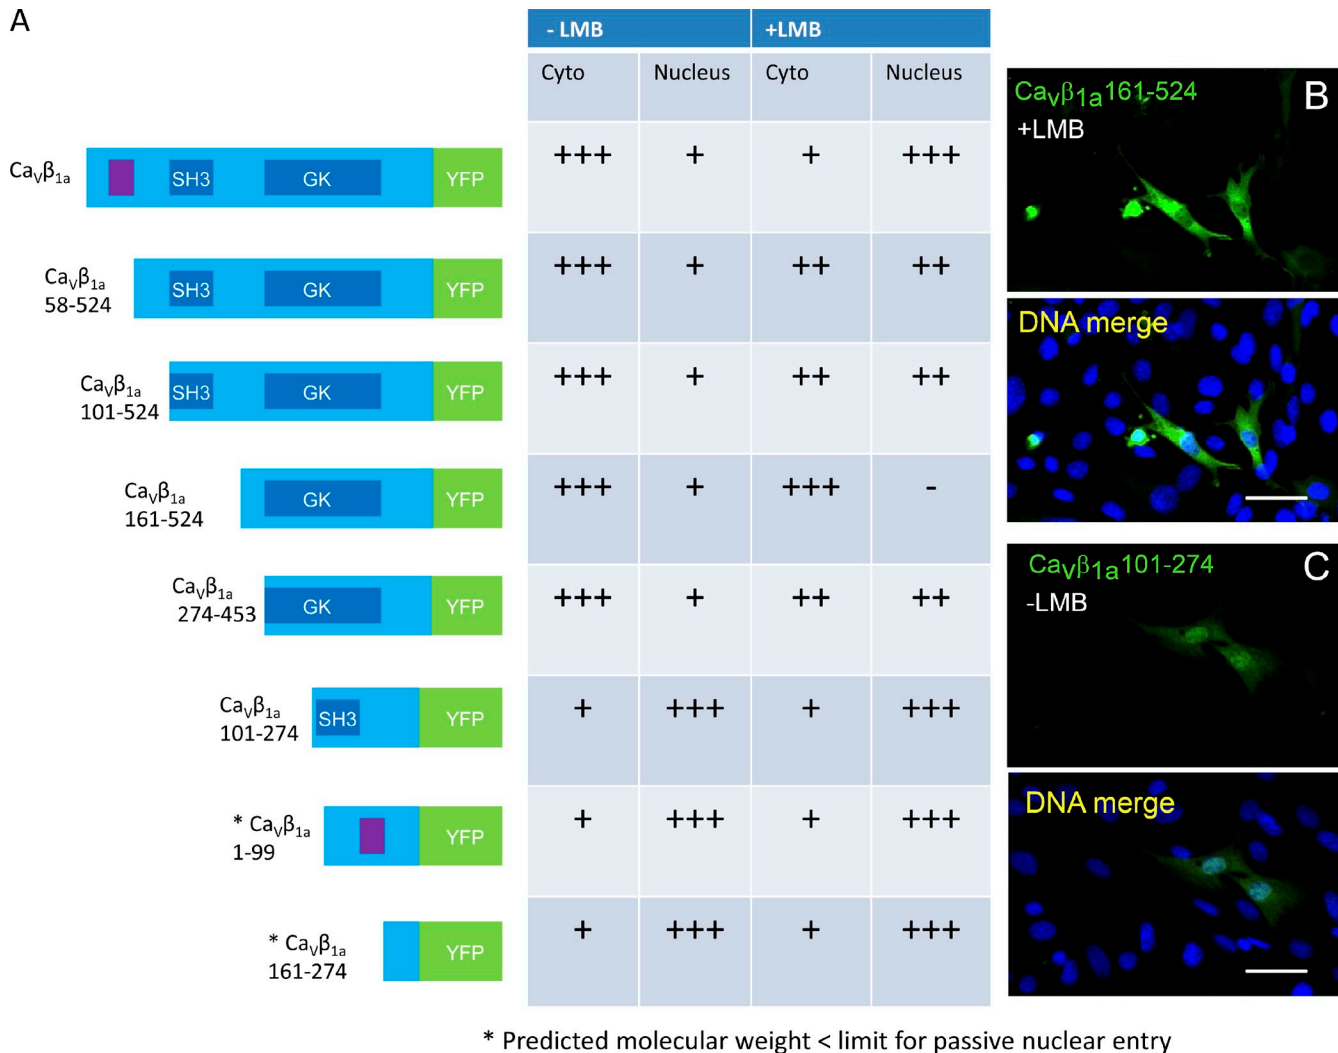 A
- LMB +LMB
Cyto Nucleus Cyto Nucleus
Caᵥβ₁ₐ SH3 GK YFP +++ + + +++
Caᵥβ₁ₐ
58-524 SH3 GK YFP +++ + ++ ++
Caᵥβ₁ₐ
101-524 SH3 GK YFP +++ + ++ ++
Caᵥβ₁ₐ
161-524 GK YFP +++ + +++ -
Caᵥβ₁ₐ
274-453 GK YFP +++ + ++ ++
Caᵥβ₁ₐ
101-274 SH3 YFP + +++ + +++
* Caᵥβ₁ₐ
1-99 YFP + +++ + +++
* Caᵥβ₁ₐ
161-274 YFP + +++ + +++
* Predicted molecular weight < limit for passive nuclear entry
Caᵥβ₁ₐ161-524 B
+LMB
DNA merge
Caᵥβ₁ₐ101-274 C
-LMB
DNA merge